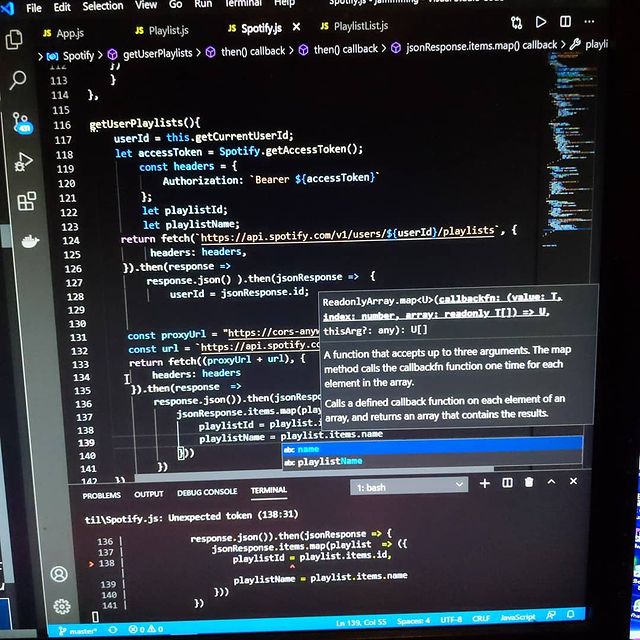 File Edit Selection View Go Run Terminal Help Spotify.js - jammming - Visual Studio Code
JS App.js JS Playlist.js JS Spotify.js × JS PlaylistList.js ...
> Spotify > getUserPlaylists > then() callback > then() callback > jsonResponse.items.map() callback > playli
112 });
113 }
114 },
115
116 getUserPlaylists(){
117 userId = this.getCurrentUserId;
118 let accessToken = Spotify.getAccessToken();
119 const headers = {
120 Authorization: `Bearer ${accessToken}`
121 };
122 let playlistId;
123 let playlistName;
124 return fetch(`https://api.spotify.com/v1/users/${userId}/playlists`, {
125 headers: headers,
126 }).then(response =>
127 response.json() ).then(jsonResponse => {
128 userId = jsonResponse.id;
129
130
131 const proxyUrl = "https://cors-anyw
132 const url = `https://api.spotify.co
133 return fetch((proxyUrl + url), {
134 headers: headers
135 }).then(response =>
136 response.json()).then(jsonR
137 jsonResponse.items.map(play
138 playlistId = playlist.i
139 playlistName = playlist.items.name
140 }))
141 })
142 })
ReadonlyArray.map<U>(callbackfn: (value: T,
index: number, array: readonly T[]) => U,
thisArg?: any): U[]
A function that accepts up to three arguments. The map
method calls the callbackfn function one time for each
element in the array.
Calls a defined callback function on each element of an
array, and returns an array that contains the results.
abc name
abc playlistName
PROBLEMS OUTPUT DEBUG CONSOLE TERMINAL 1: bash
til\Spotify.js: Unexpected token (138:31)
136 | response.json()).then(jsonResponse => {
137 | jsonResponse.items.map(playlist => ({
> 138 | playlistId = playlist.items.id,
| ^
139 | playlistName = playlist.items.name
140 | }))
141 | })
master* 0 0 Ln 139, Col 55 Spaces: 4 UTF-8 CRLF JavaScript